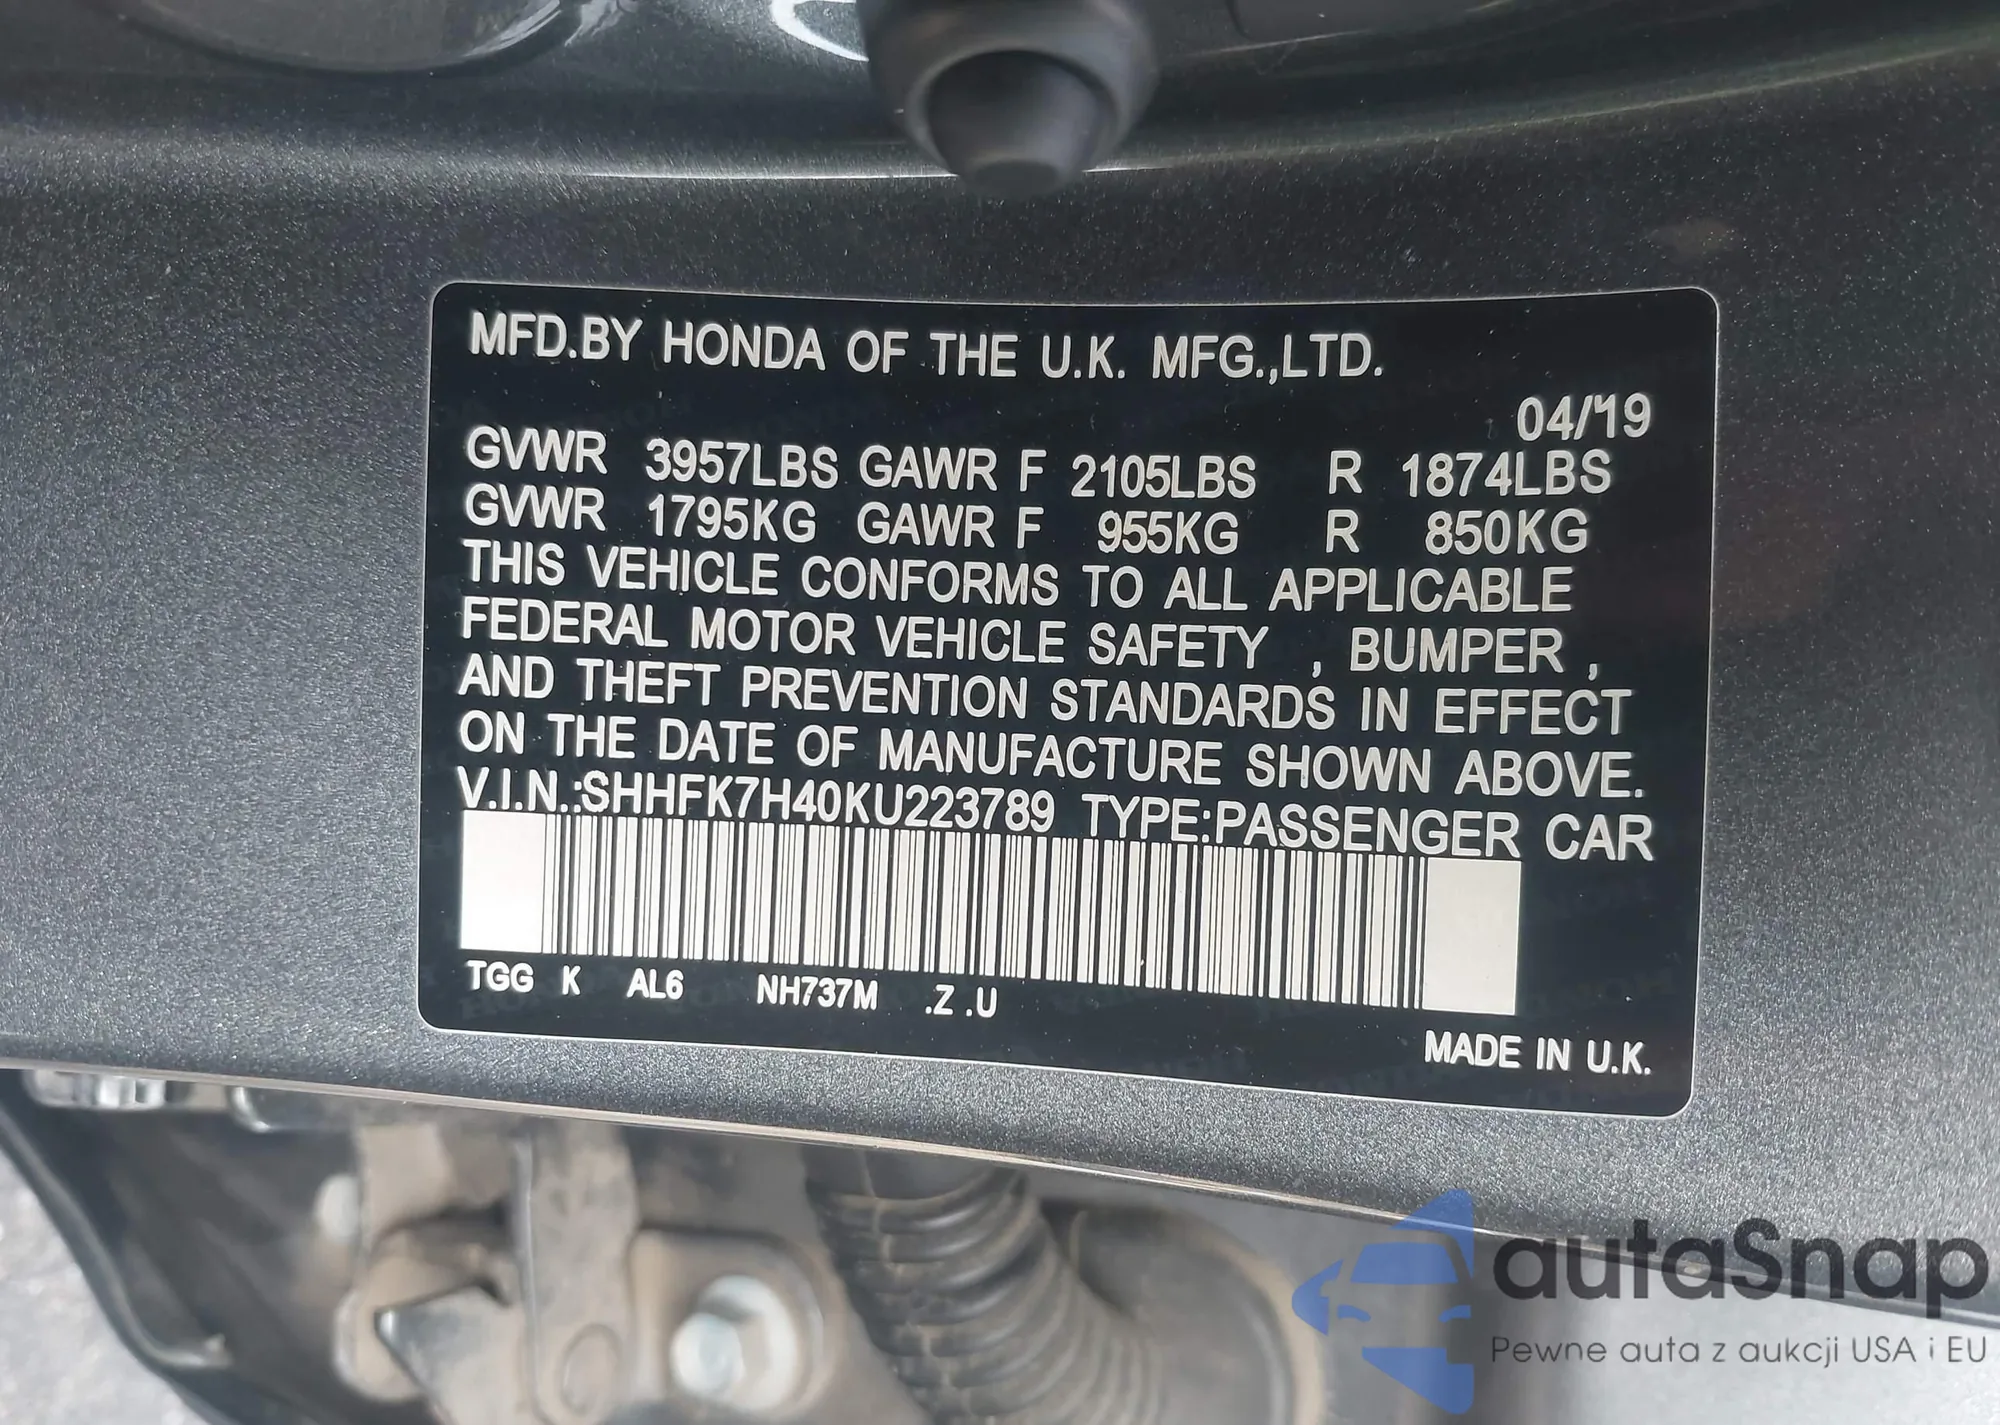 MFD.BY HONDA OF THE U.K. MFG.,LTD.
04/19
GVWR 3957LBS GAWR F 2105LBS R 1874LBS
GVWR 1795KG GAWR F 955KG R 850KG
THIS VEHICLE CONFORMS TO ALL APPLICABLE
FEDERAL MOTOR VEHICLE SAFETY , BUMPER ,
AND THEFT PREVENTION STANDARDS IN EFFECT
ON THE DATE OF MANUFACTURE SHOWN ABOVE.
V.I.N.:SHHFK7H40KU223789 TYPE:PASSENGER CAR
TGG K AL6 NH737M .Z .U
MADE IN U.K.
autaSnap
Pewne auta z aukcji USA i EU